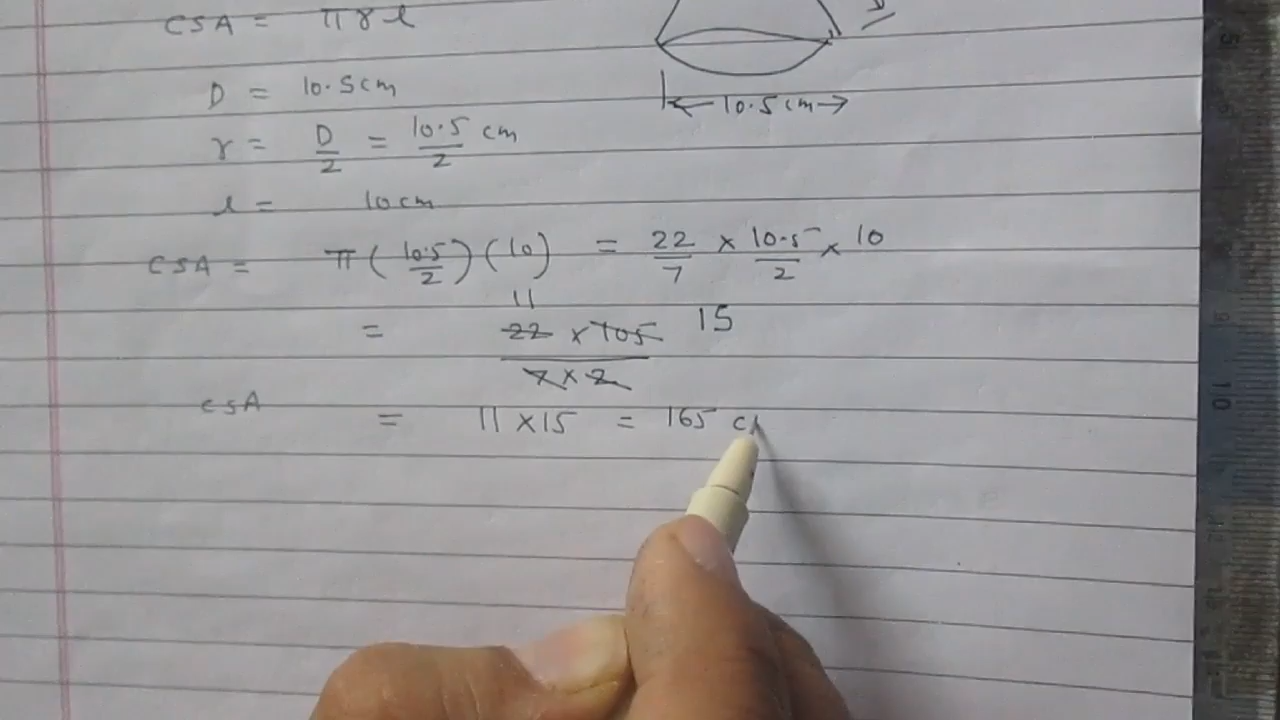 CSA = π r l
D = 10.5 cm
10.5 cm
r = D/2 = 10.5/2 cm
l = 10 cm
CSA = π (10.5/2) (10) = 22/7 × 10.5/2 × 10
11
= 22 × 105 15
7 × 2
CSA = 11 × 15 = 165 c